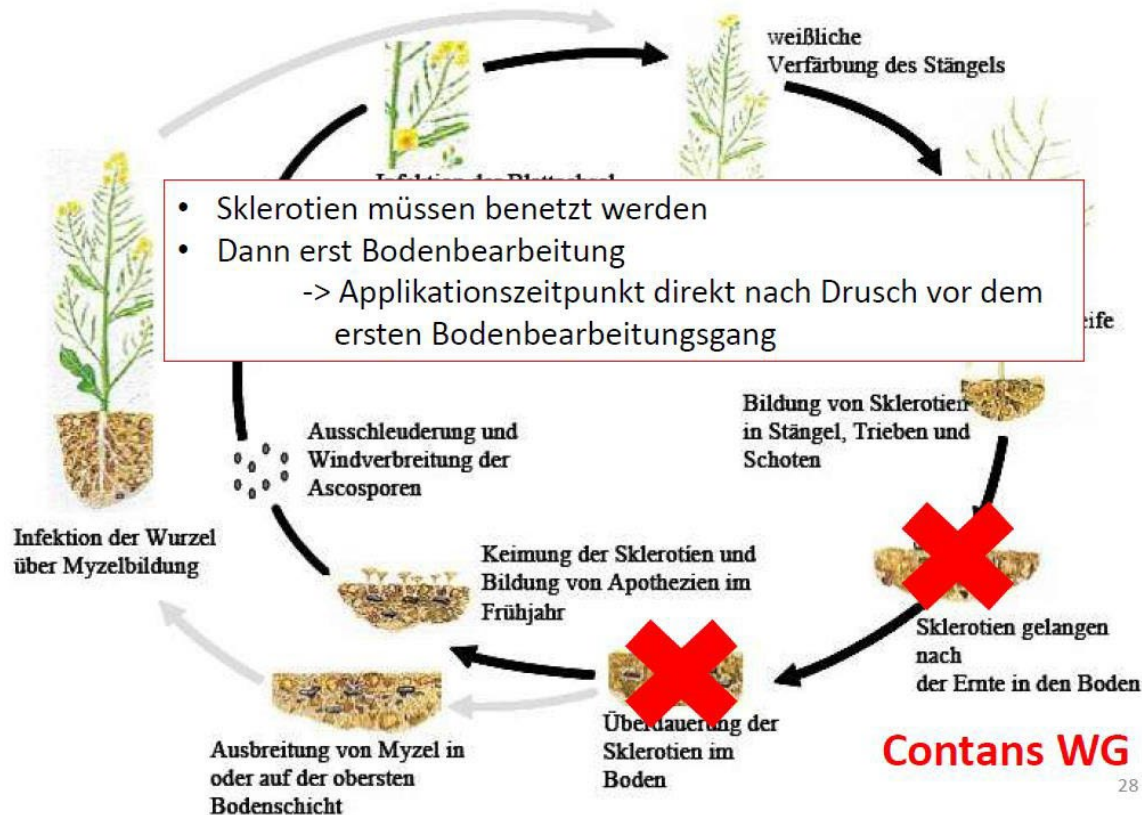 weißliche
Verfärbung des Stängels
• Sklerotien müssen benetzt werden
• Dann erst Bodenbearbeitung
-> Applikationszeitpunkt direkt nach Drusch vor dem
ersten Bodenbearbeitungsgang
Bildung von Sklerotien
in Stängel, Trieben und
Schoten
Ausschleuderung und
Windverbreitung der
Ascosporen
Infektion der Wurzel
über Myzelbildung
Keimung der Sklerotien und
Bildung von Apothezien im
Frühjahr
Sklerotien gelangen
nach
der Ernte in den Boden
Überdauerung der
Sklerotien im
Boden
Ausbreitung von Myzel in
oder auf der obersten
Bodenschicht
Contans WG
28